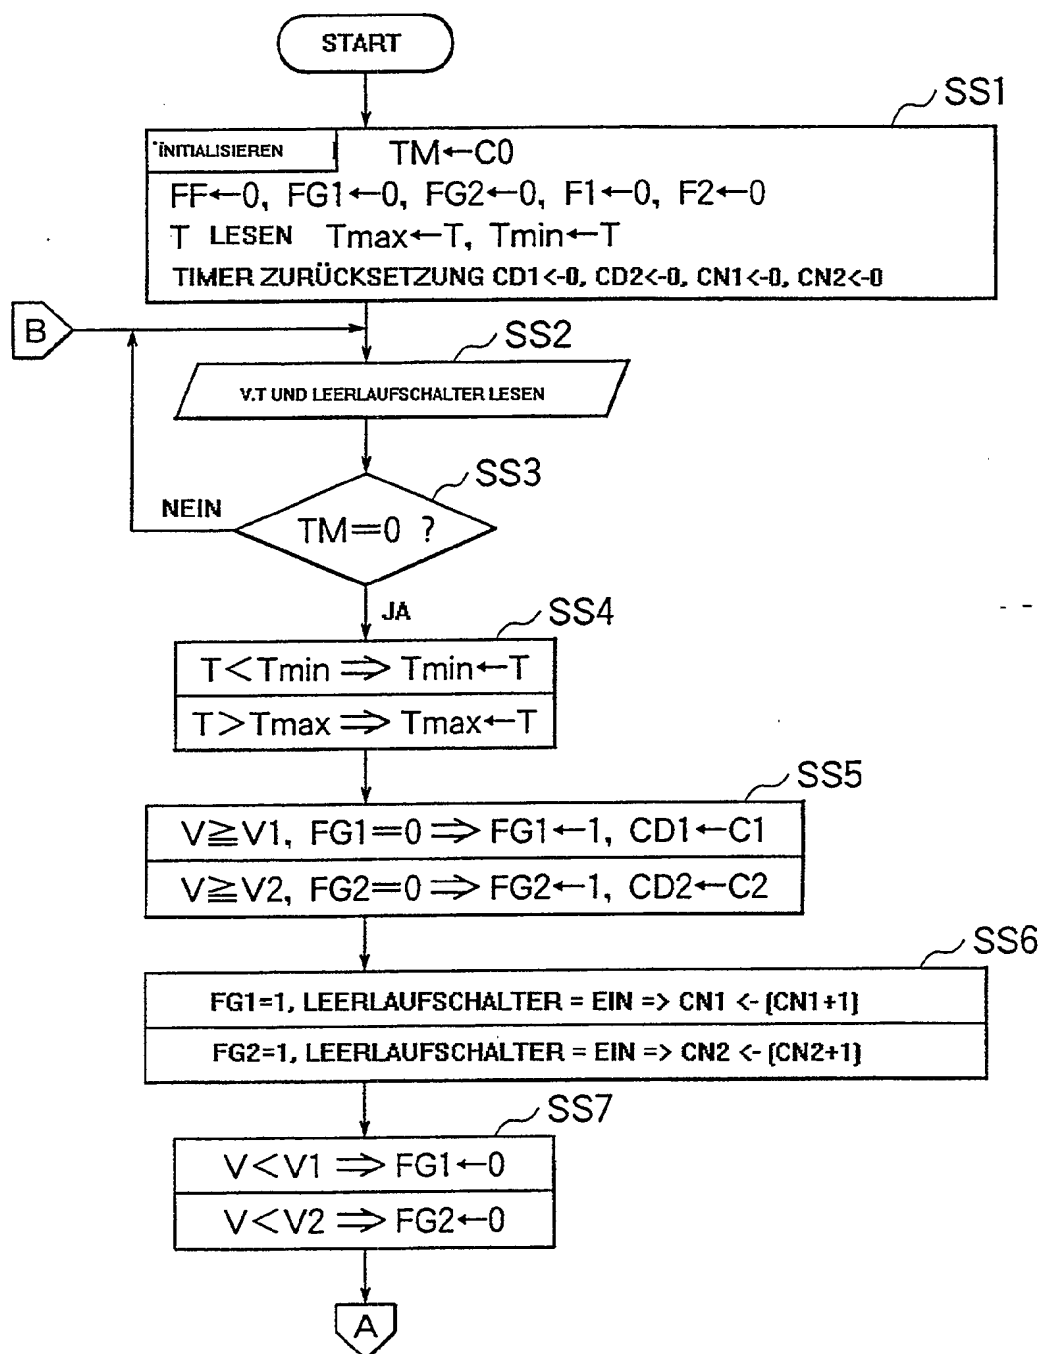 START
SS1
INITIALISIEREN TM←C0
FF←0, FG1←0, FG2←0, F1←0, F2←0
T LESEN Tmax←T, Tmin←T
TIMER ZURÜCKSETZUNG CD1<-0, CD2<-0, CN1<-0, CN2<-0
B
SS2
V.T UND LEERLAUFSCHALTER LESEN
SS3
NEIN
TM=0 ?
JA
SS4
T<Tmin ⇒ Tmin←T
T>Tmax ⇒ Tmax←T
SS5
V≧V1, FG1=0 ⇒ FG1←1, CD1←C1
V≧V2, FG2=0 ⇒ FG2←1, CD2←C2
SS6
FG1=1, LEERLAUFSCHALTER = EIN => CN1 <- (CN1+1)
FG2=1, LEERLAUFSCHALTER = EIN => CN2 <- (CN2+1)
SS7
V<V1 ⇒ FG1←0
V<V2 ⇒ FG2←0
A